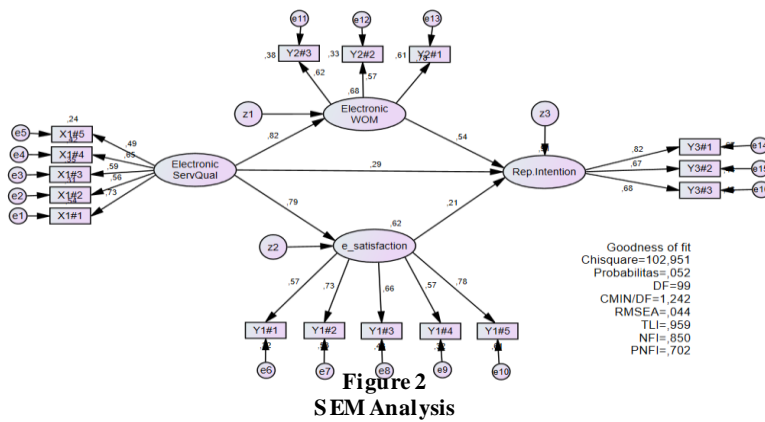 e11
e12
e13
,38
Y2#3
,33
Y2#2
,61
Y2#1
,62
,57
,68
z1
Electronic
WOM
z3
,24
e5
X1#5
,49
e4
X1#4
,65
e3
X1#3
,59
e2
X1#2
,56
e1
X1#1
,73
Electronic
ServQual
,82
,54
,29
Rep.Intention
,82
Y3#1
e14
,67
Y3#2
e15
,68
Y3#3
e16
,79
,21
z2
,62
e_satisfaction
,57
,73
,66
,57
,78
Y1#1
Y1#2
Y1#3
Y1#4
Y1#5
e6
e7
e8
e9
e10
Goodness of fit
Chisquare=102,951
Probabilitas=,052
DF=99
CMIN/DF=1,242
RMSEA=,044
TLI=,959
NFI=,850
PNFI=,702
Figure 2
SEM Analysis